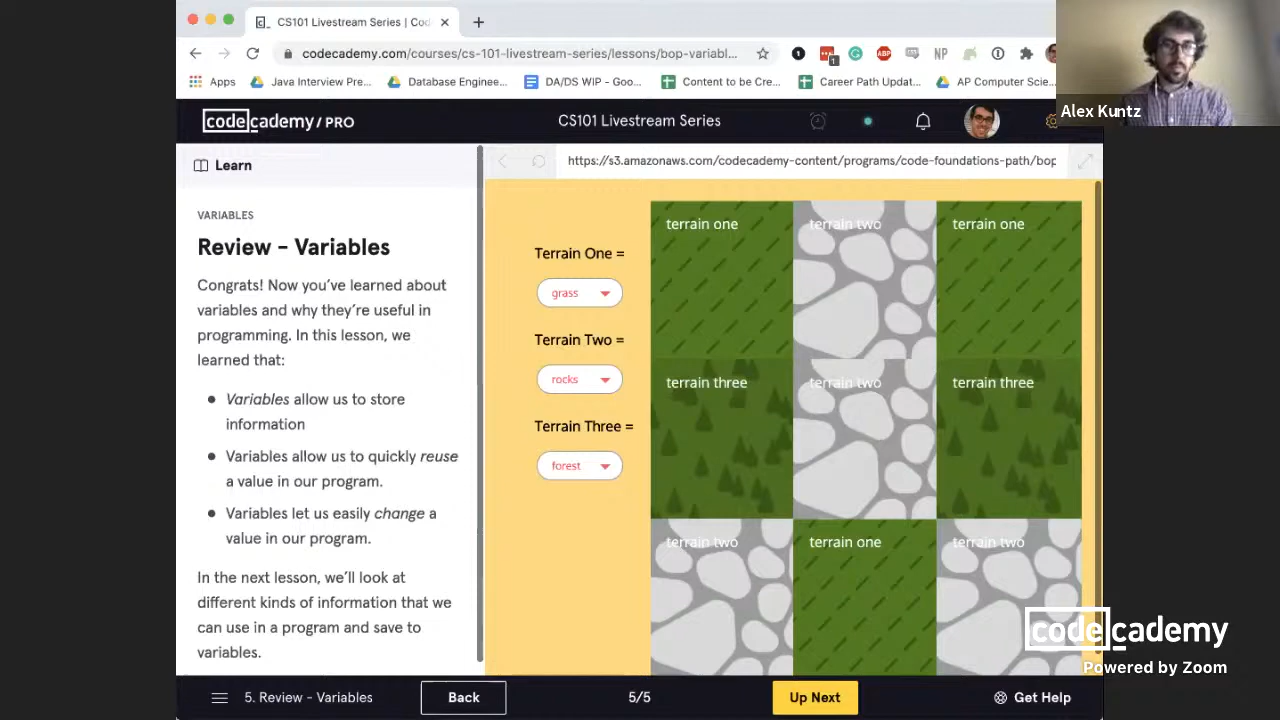 CS101 Livestream Series | Cod
codecademy.com/courses/cs-101-livestream-series/lessons/bop-variabl...
ABP
NP
1
Apps
Java Interview Pre...
Database Enginee...
DA/DS WIP - Goo...
Content to be Cre...
Career Path Updat...
AP Computer Scie...
Alex Kuntz
codecademy / PRO
CS101 Livestream Series
Learn
https://s3.amazonaws.com/codecademy-content/programs/code-foundations-path/bop
VARIABLES
Review - Variables
Congrats! Now you've learned about
variables and why they're useful in
programming. In this lesson, we
learned that:
Variables allow us to store
information
Variables allow us to quickly reuse
a value in our program.
Variables let us easily change a
value in our program.
In the next lesson, we'll look at
different kinds of information that we
can use in a program and save to
variables.
Terrain One =
grass
Terrain Two =
rocks
Terrain Three =
forest
terrain one
terrain two
terrain one
terrain three
terrain two
terrain three
terrain two
terrain one
terrain two
codecademy
Powered by Zoom
5. Review - Variables
Back
5/5
Up Next
Get Help